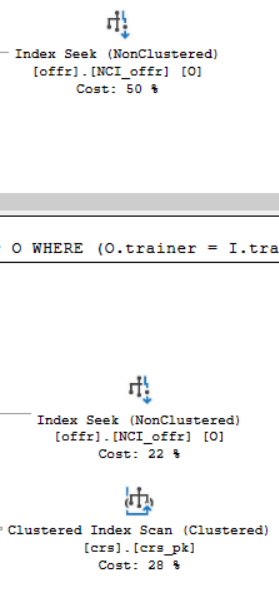 Index Seek (NonClustered)
[offr].[NCI_offr] [O]
Cost: 50 %
O WHERE (O.trainer = I.tra
Index Seek (NonClustered)
[offr].[NCI_offr] [O]
Cost: 22 %
Clustered Index Scan (Clustered)
[crs].[crs_pk]
Cost: 28 %